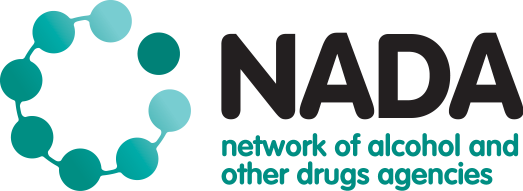 NADA
network of alcohol and
other drugs agencies